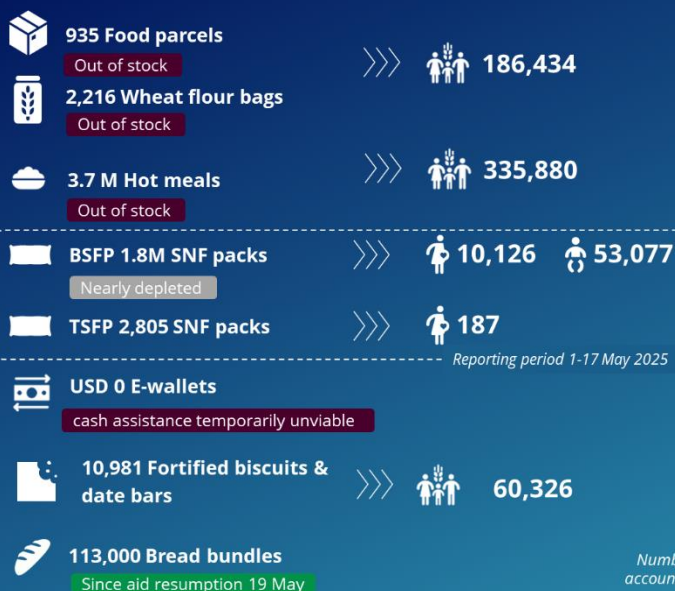 935 Food parcels
Out of stock
186,434
2,216 Wheat flour bags
Out of stock
3.7 M Hot meals
335,880
Out of stock
BSFP 1.8M SNF packs
10,126
53,077
Nearly depleted
TSFP 2,805 SNF packs
187
Reporting period 1-17 May 2025
USD 0 E-wallets
cash assistance temporarily unviable
10,981 Fortified biscuits &
date bars
60,326
113,000 Bread bundles
Since aid resumption 19 May
Numb
accoun